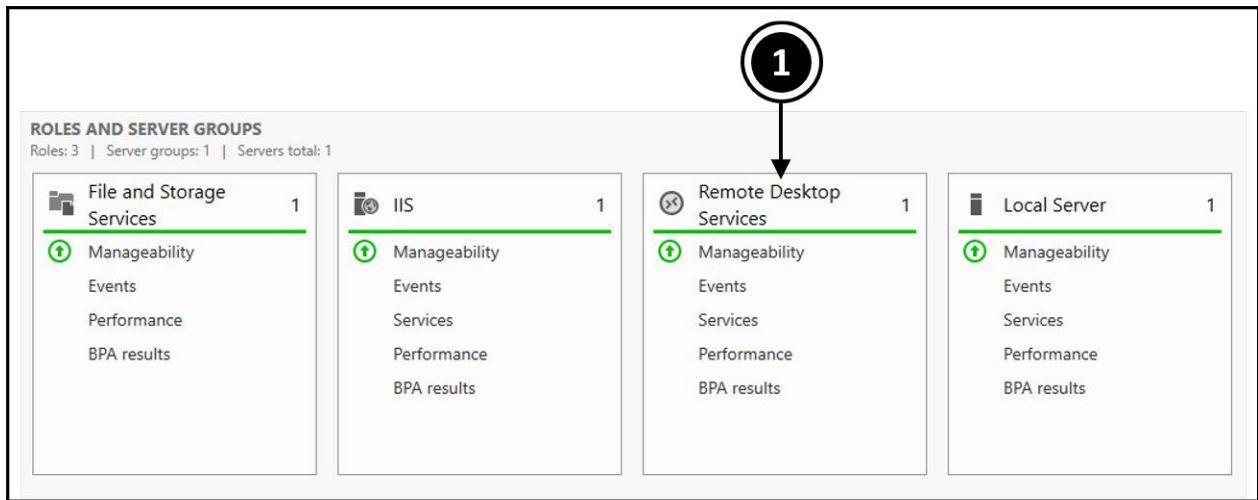 1
ROLES AND SERVER GROUPS
Roles: 3 | Server groups: 1 | Servers total: 1
File and Storage
Services
1
Manageability
Events
Performance
BPA results
IIS
1
Manageability
Events
Services
Performance
BPA results
Remote Desktop
Services
1
Manageability
Events
Services
Performance
BPA results
Local Server
1
Manageability
Events
Services
Performance
BPA results